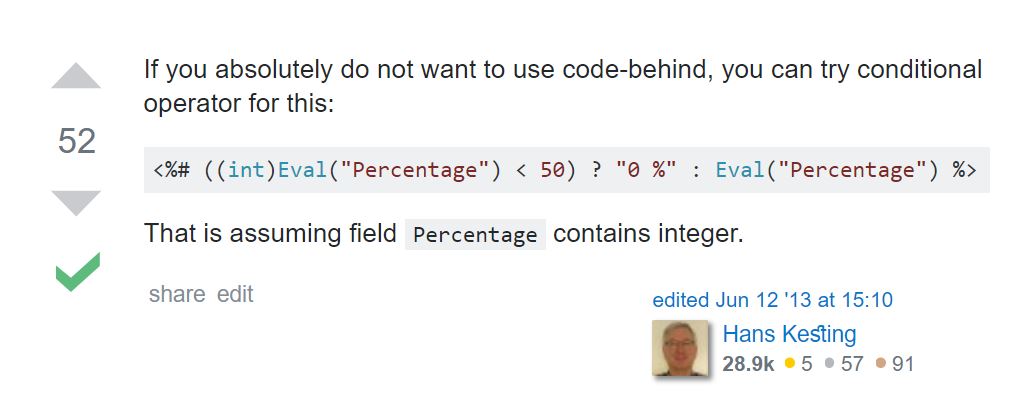 If you absolutely do not want to use code-behind, you can try conditional
operator for this:
52
<%# ((int)Eval("Percentage") < 50) ? "0 %" : Eval("Percentage") %>
That is assuming field Percentage contains integer.
share edit
edited Jun 12 '13 at 15:10
Hans Kesting
28.9k 5 57 91